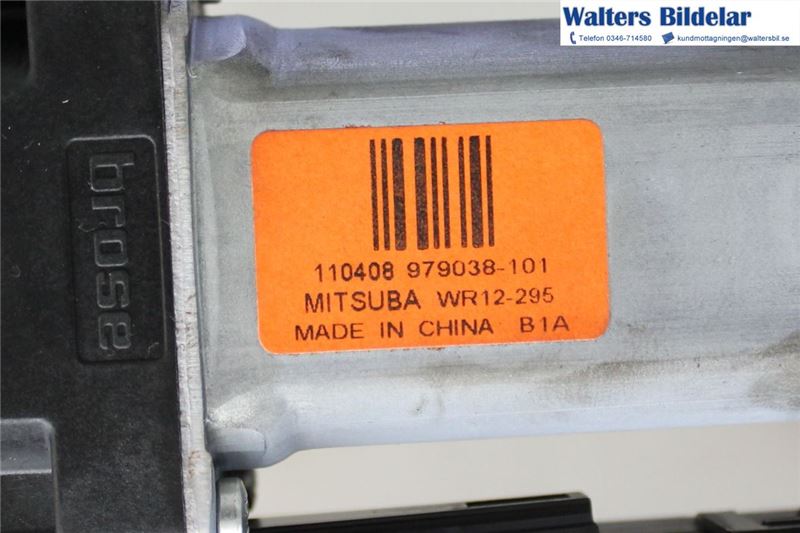 Walters Bildelar
Telefon 0346-714580 kundmottagningen@waltersbil.se
brose
110408 979038-101
MITSUBA WR12-295
MADE IN CHINA B1A